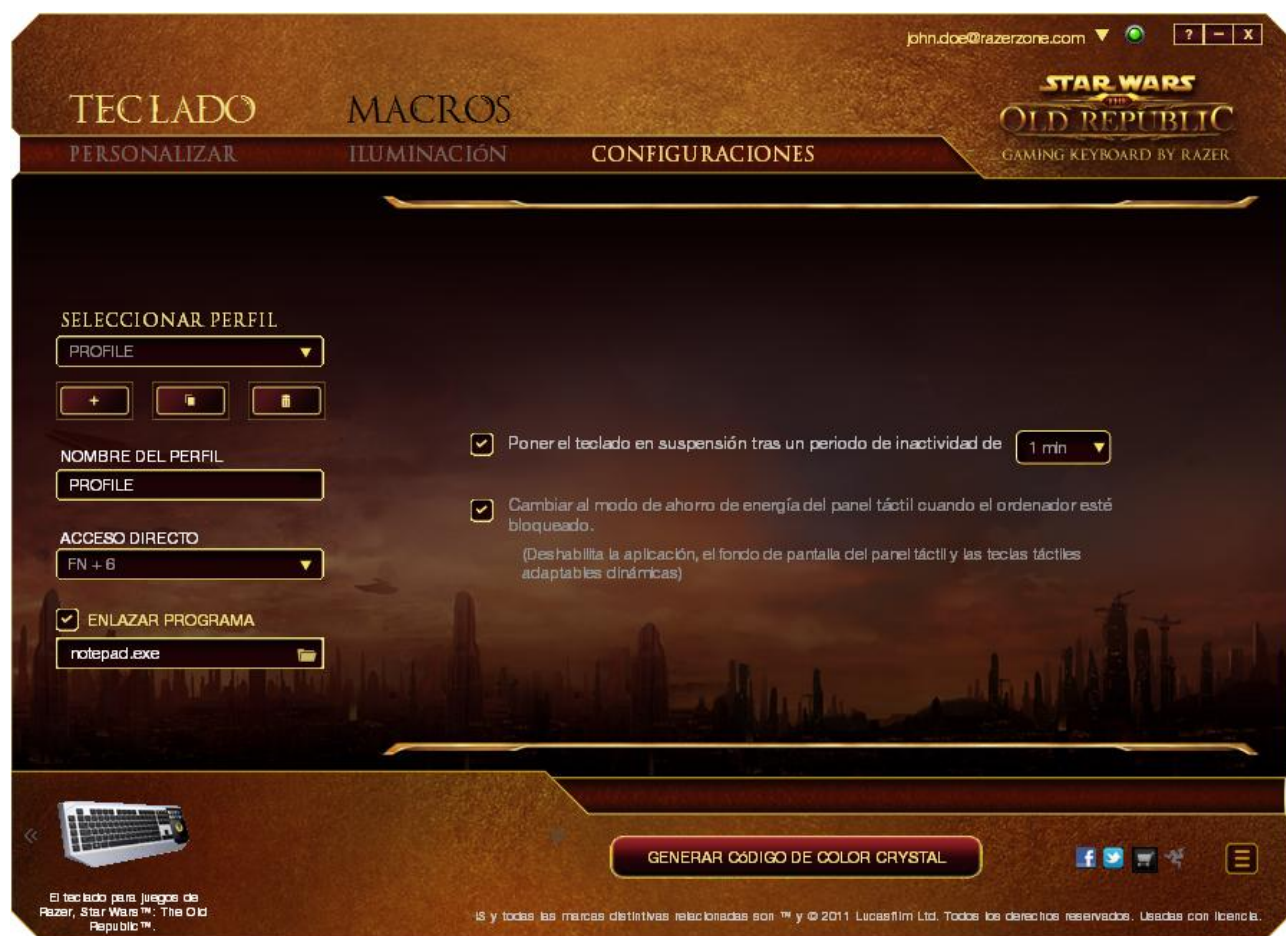 john.doe@razerzone.com
? – X
STAR WARS
THE
OLD REPUBLIC
GAMING KEYBOARD BY RAZER
TECLADO MACROS
PERSONALIZAR ILUMINACIÓN CONFIGURACIONES
SELECCIONAR PERFIL
PROFILE
+
NOMBRE DEL PERFIL
PROFILE
ACCESO DIRECTO
FN + 6
ENLAZAR PROGRAMA
notepad.exe
Poner el teclado en suspensión tras un periodo de inactividad de 1 min
Cambiar al modo de ahorro de energía del panel táctil cuando el ordenador esté
bloqueado.
(Deshabilita la aplicación, el fondo de pantalla del panel táctil y las teclas táctiles
adaptables dinámicas)
El teclado para juegos de
Razer, Star Wars™: The Old
Republic™.
GENERAR CóDIGO DE COLOR CRYSTAL
IS y todas las marcas distintivas relacionadas son ™ y © 2011 Lucasfilm Ltd. Todos los derechos reservados. Usadas con licencia.